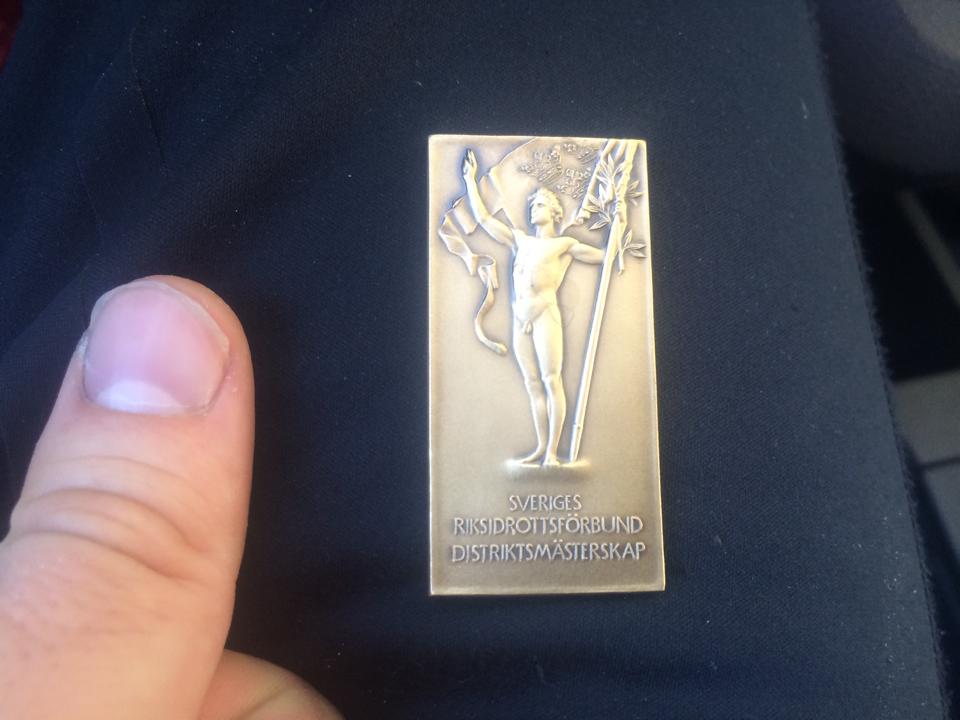 SVERIGES
RIKSIDROTTSFÖRBUND
DISTRIKTSMÄSTERSKAP